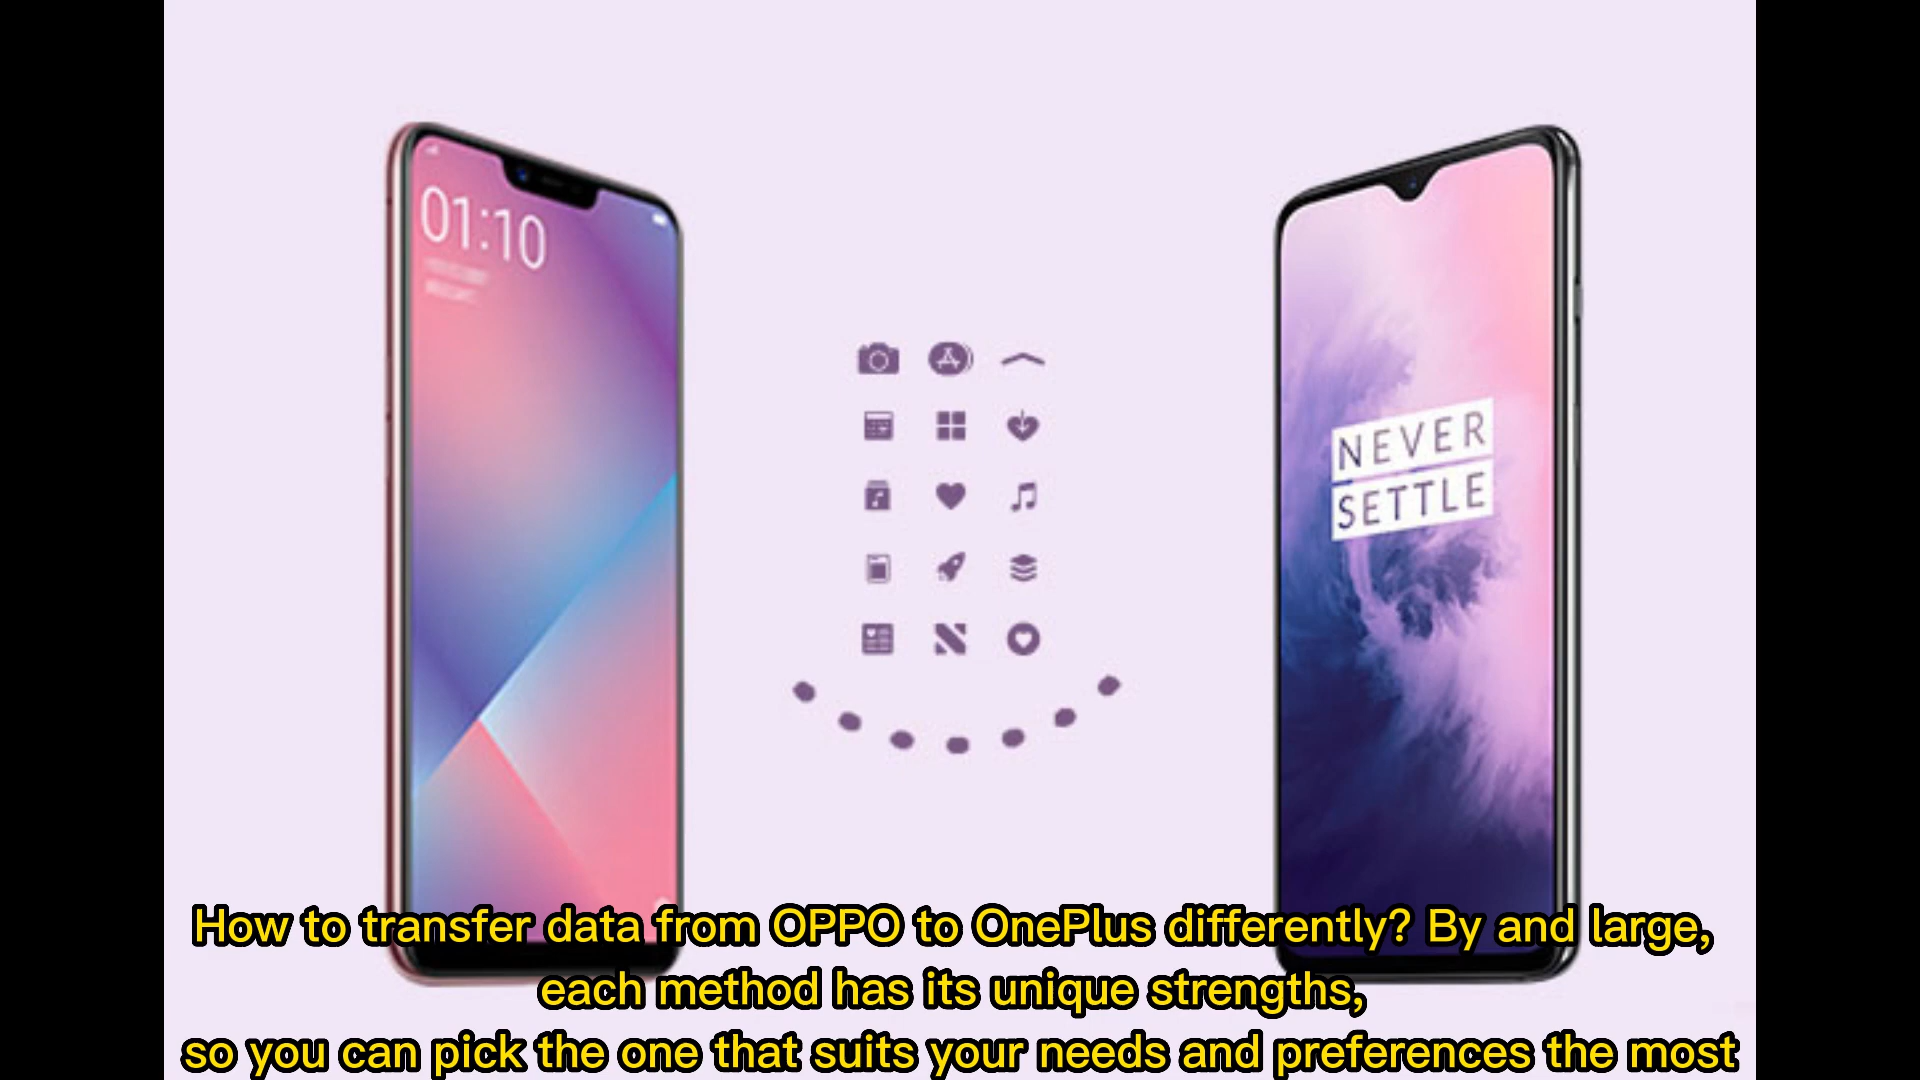 01:10
NEVER
SETTLE
How to transfer data from OPPO to OnePlus differently? By and large,
each method has its unique strengths,
so you can pick the one that suits your needs and preferences the most